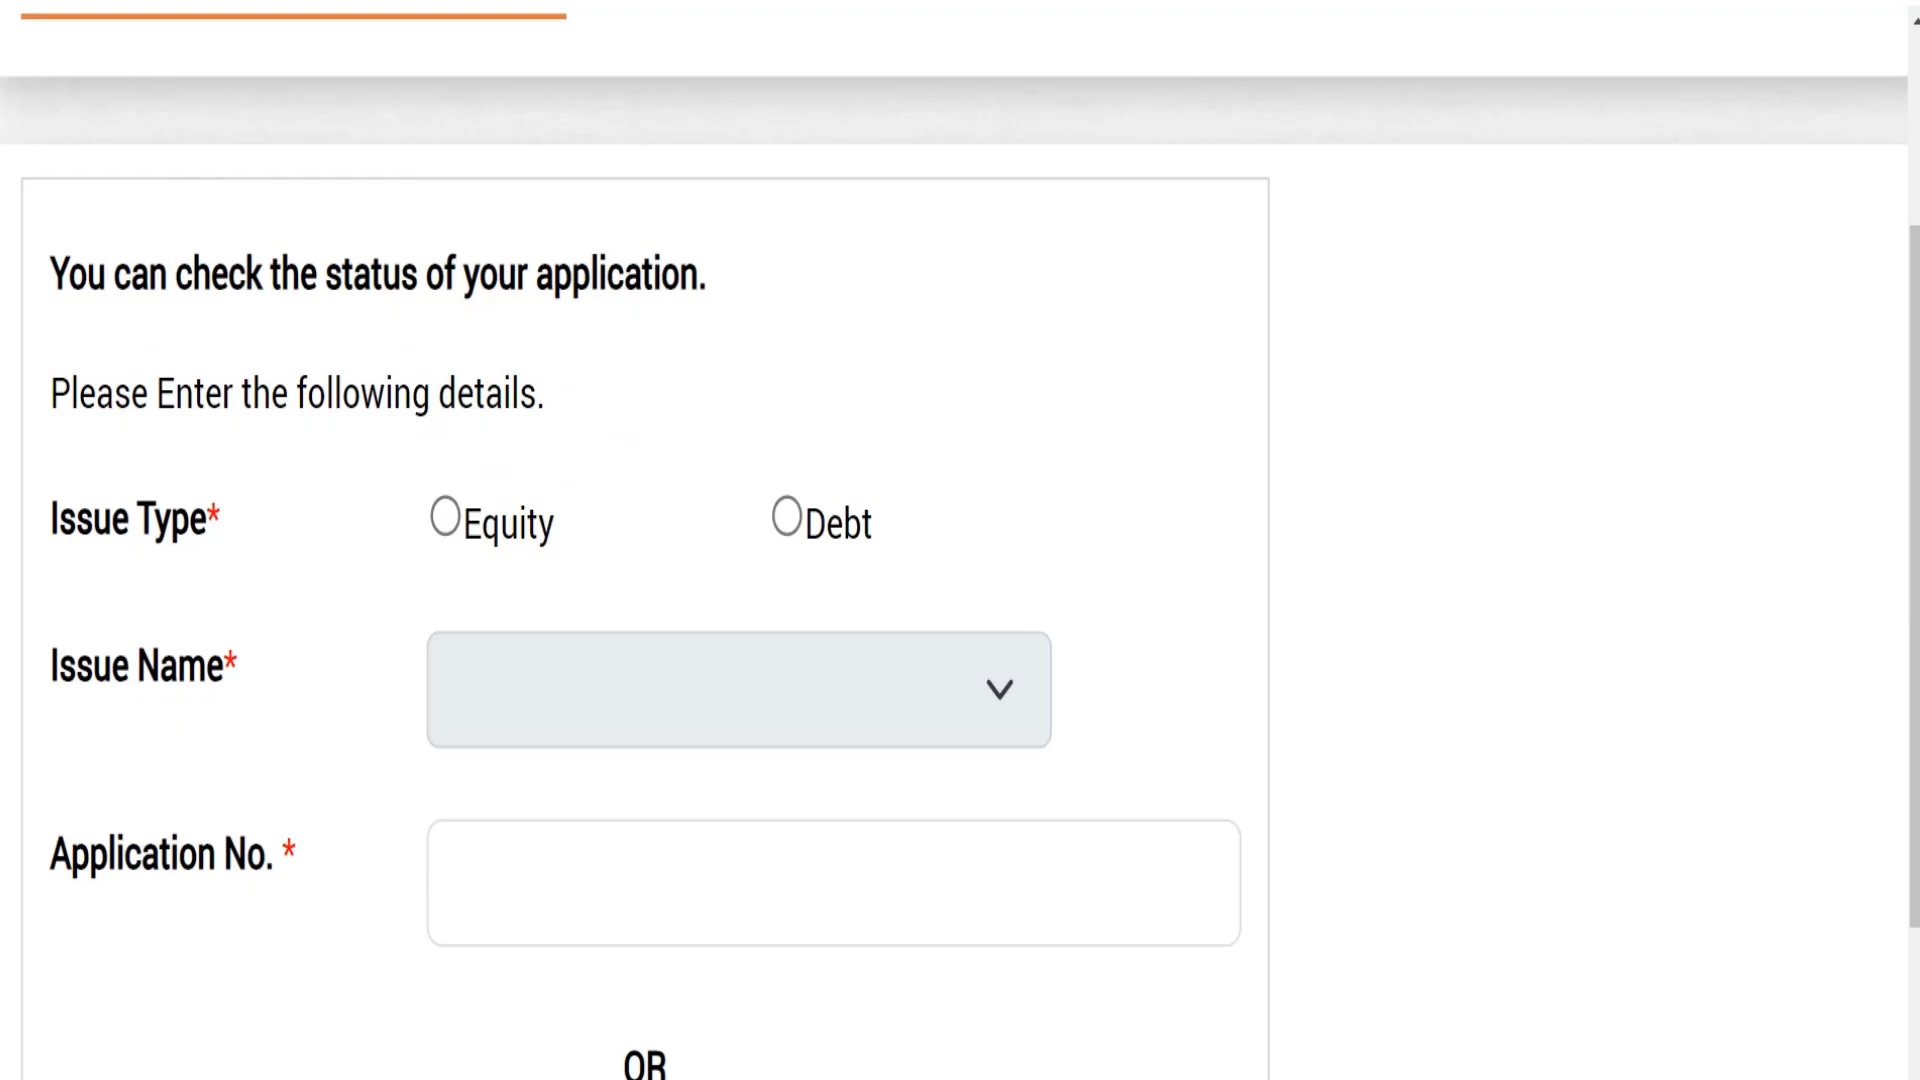 You can check the status of your application.
Please Enter the following details.
Issue Type* Equity Debt
Issue Name*
Application No. *
OR